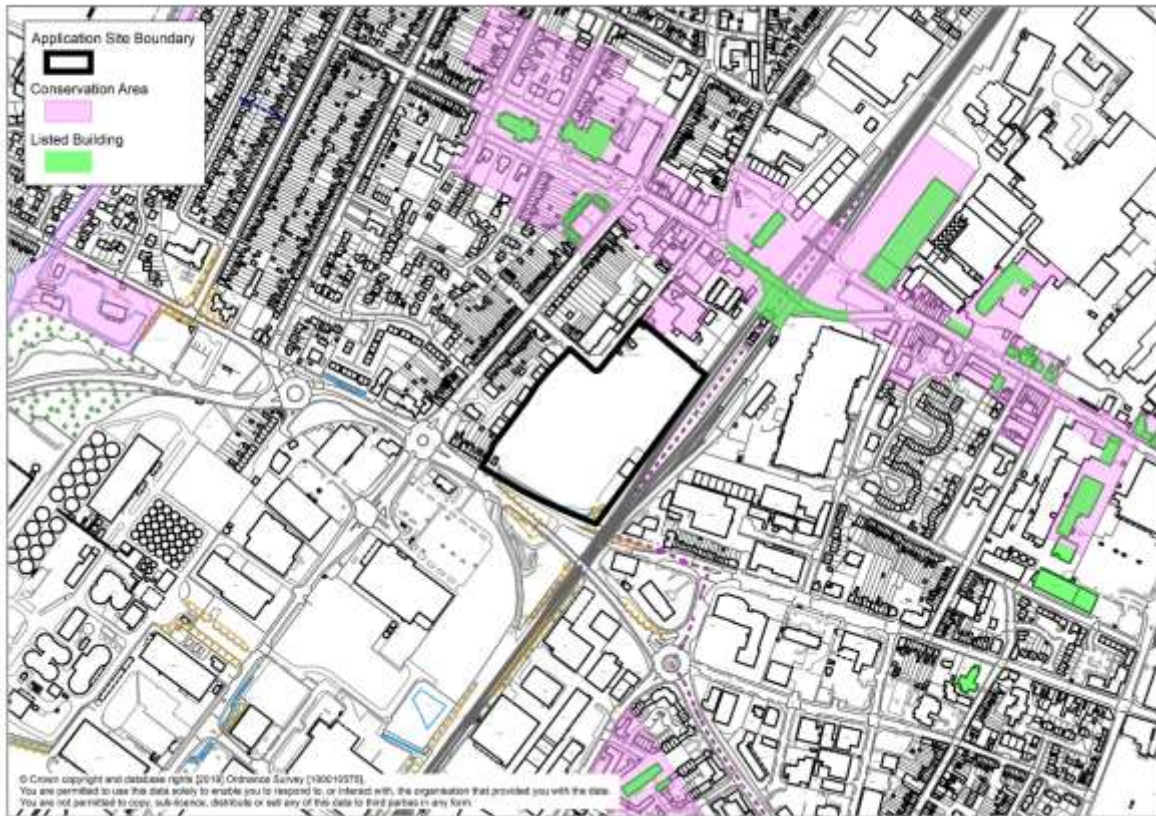 Application Site Boundary
Conservation Area
Listed Building
© Crown copyright and database rights [2019] Ordnance Survey [100019575].
You are permitted to use this data solely to enable you to respond to, or interact with, the organisation that provided you with the data.
You are not permitted to copy, sub-licence, distribute or sell any of this data to third parties in any form.